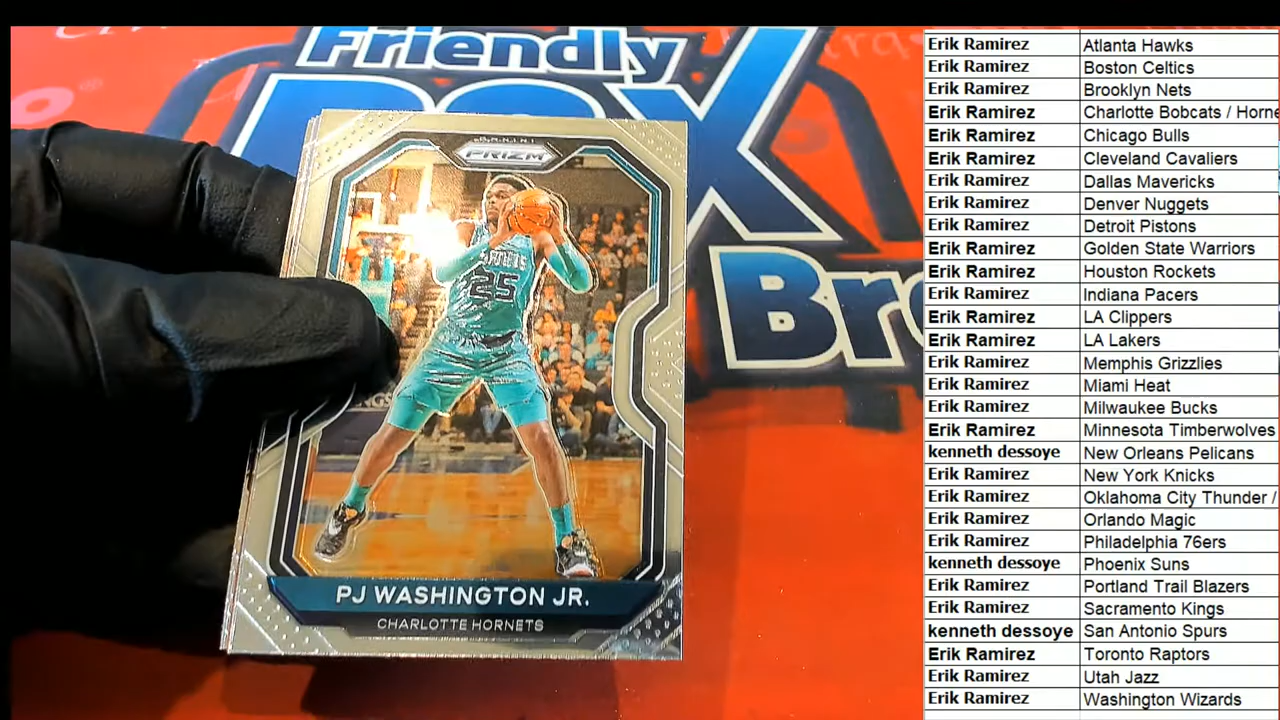 Friendly
BOX
Br
PANINI
PRIZM
HORNETS
25
PJ WASHINGTON JR.
CHARLOTTE HORNETS
Erik Ramirez Atlanta Hawks
Erik Ramirez Boston Celtics
Erik Ramirez Brooklyn Nets
Erik Ramirez Charlotte Bobcats / Horne
Erik Ramirez Chicago Bulls
Erik Ramirez Cleveland Cavaliers
Erik Ramirez Dallas Mavericks
Erik Ramirez Denver Nuggets
Erik Ramirez Detroit Pistons
Erik Ramirez Golden State Warriors
Erik Ramirez Houston Rockets
Erik Ramirez Indiana Pacers
Erik Ramirez LA Clippers
Erik Ramirez LA Lakers
Erik Ramirez Memphis Grizzlies
Erik Ramirez Miami Heat
Erik Ramirez Milwaukee Bucks
Erik Ramirez Minnesota Timberwolves
kenneth dessoye New Orleans Pelicans
Erik Ramirez New York Knicks
Erik Ramirez Oklahoma City Thunder /
Erik Ramirez Orlando Magic
Erik Ramirez Philadelphia 76ers
kenneth dessoye Phoenix Suns
Erik Ramirez Portland Trail Blazers
Erik Ramirez Sacramento Kings
kenneth dessoye San Antonio Spurs
Erik Ramirez Toronto Raptors
Erik Ramirez Utah Jazz
Erik Ramirez Washington Wizards